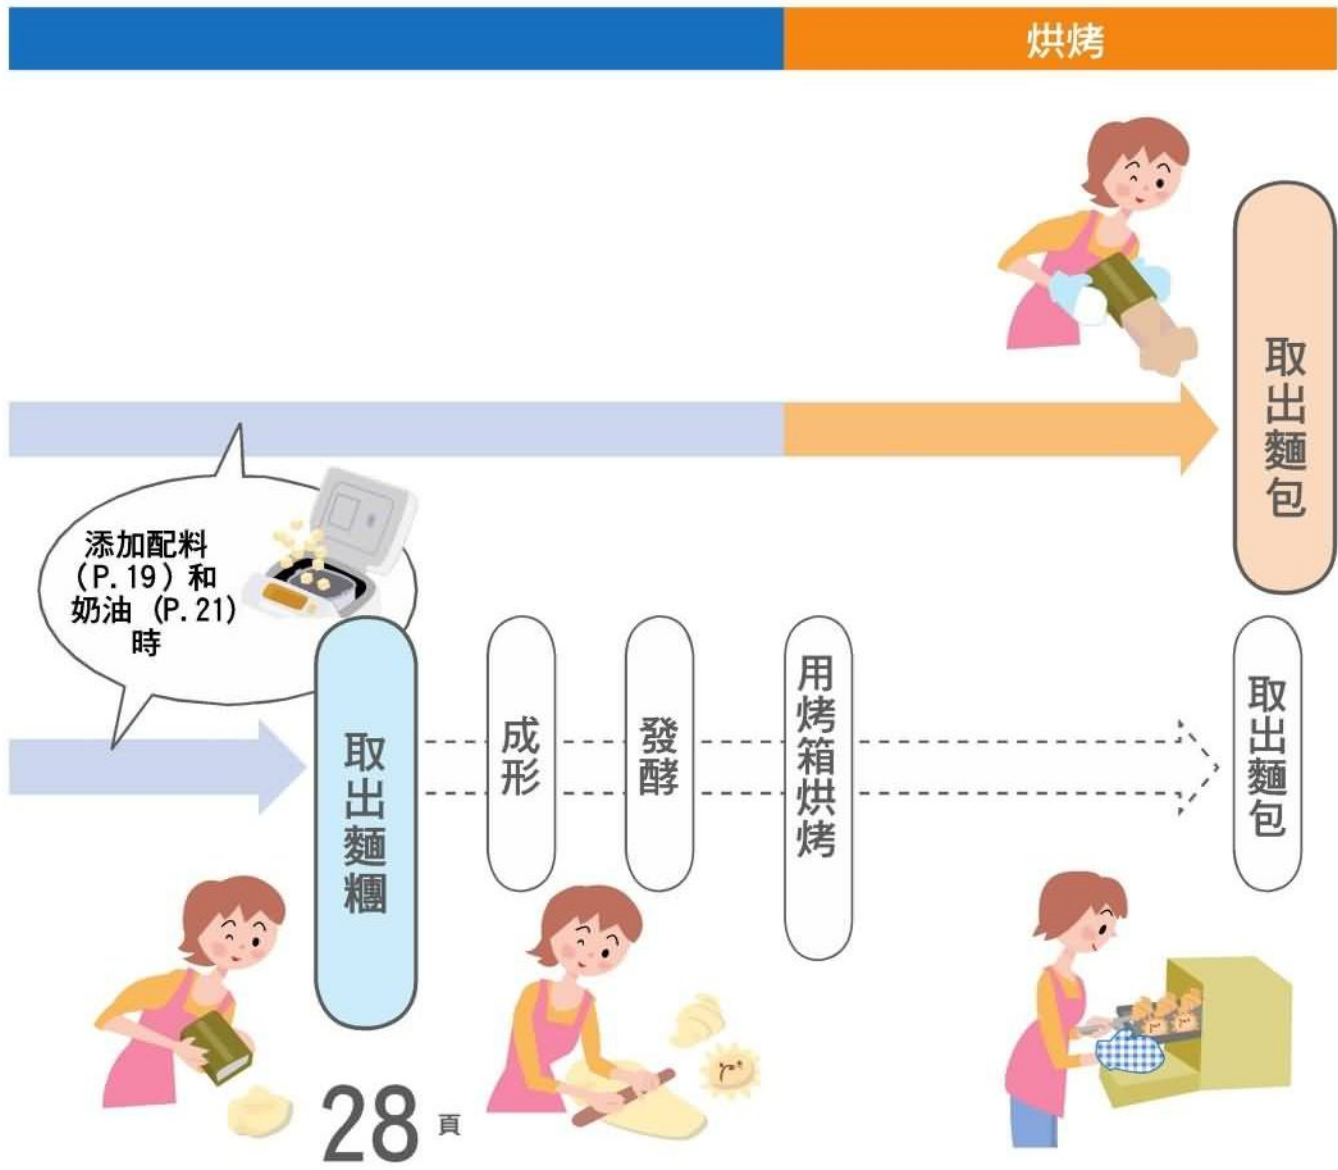 烘烤
取出麵包
添加配料
（P.19）和
奶油（P.21）
時
取出麵糰
成形
發酵
用烤箱烘烤
取出麵包
28頁